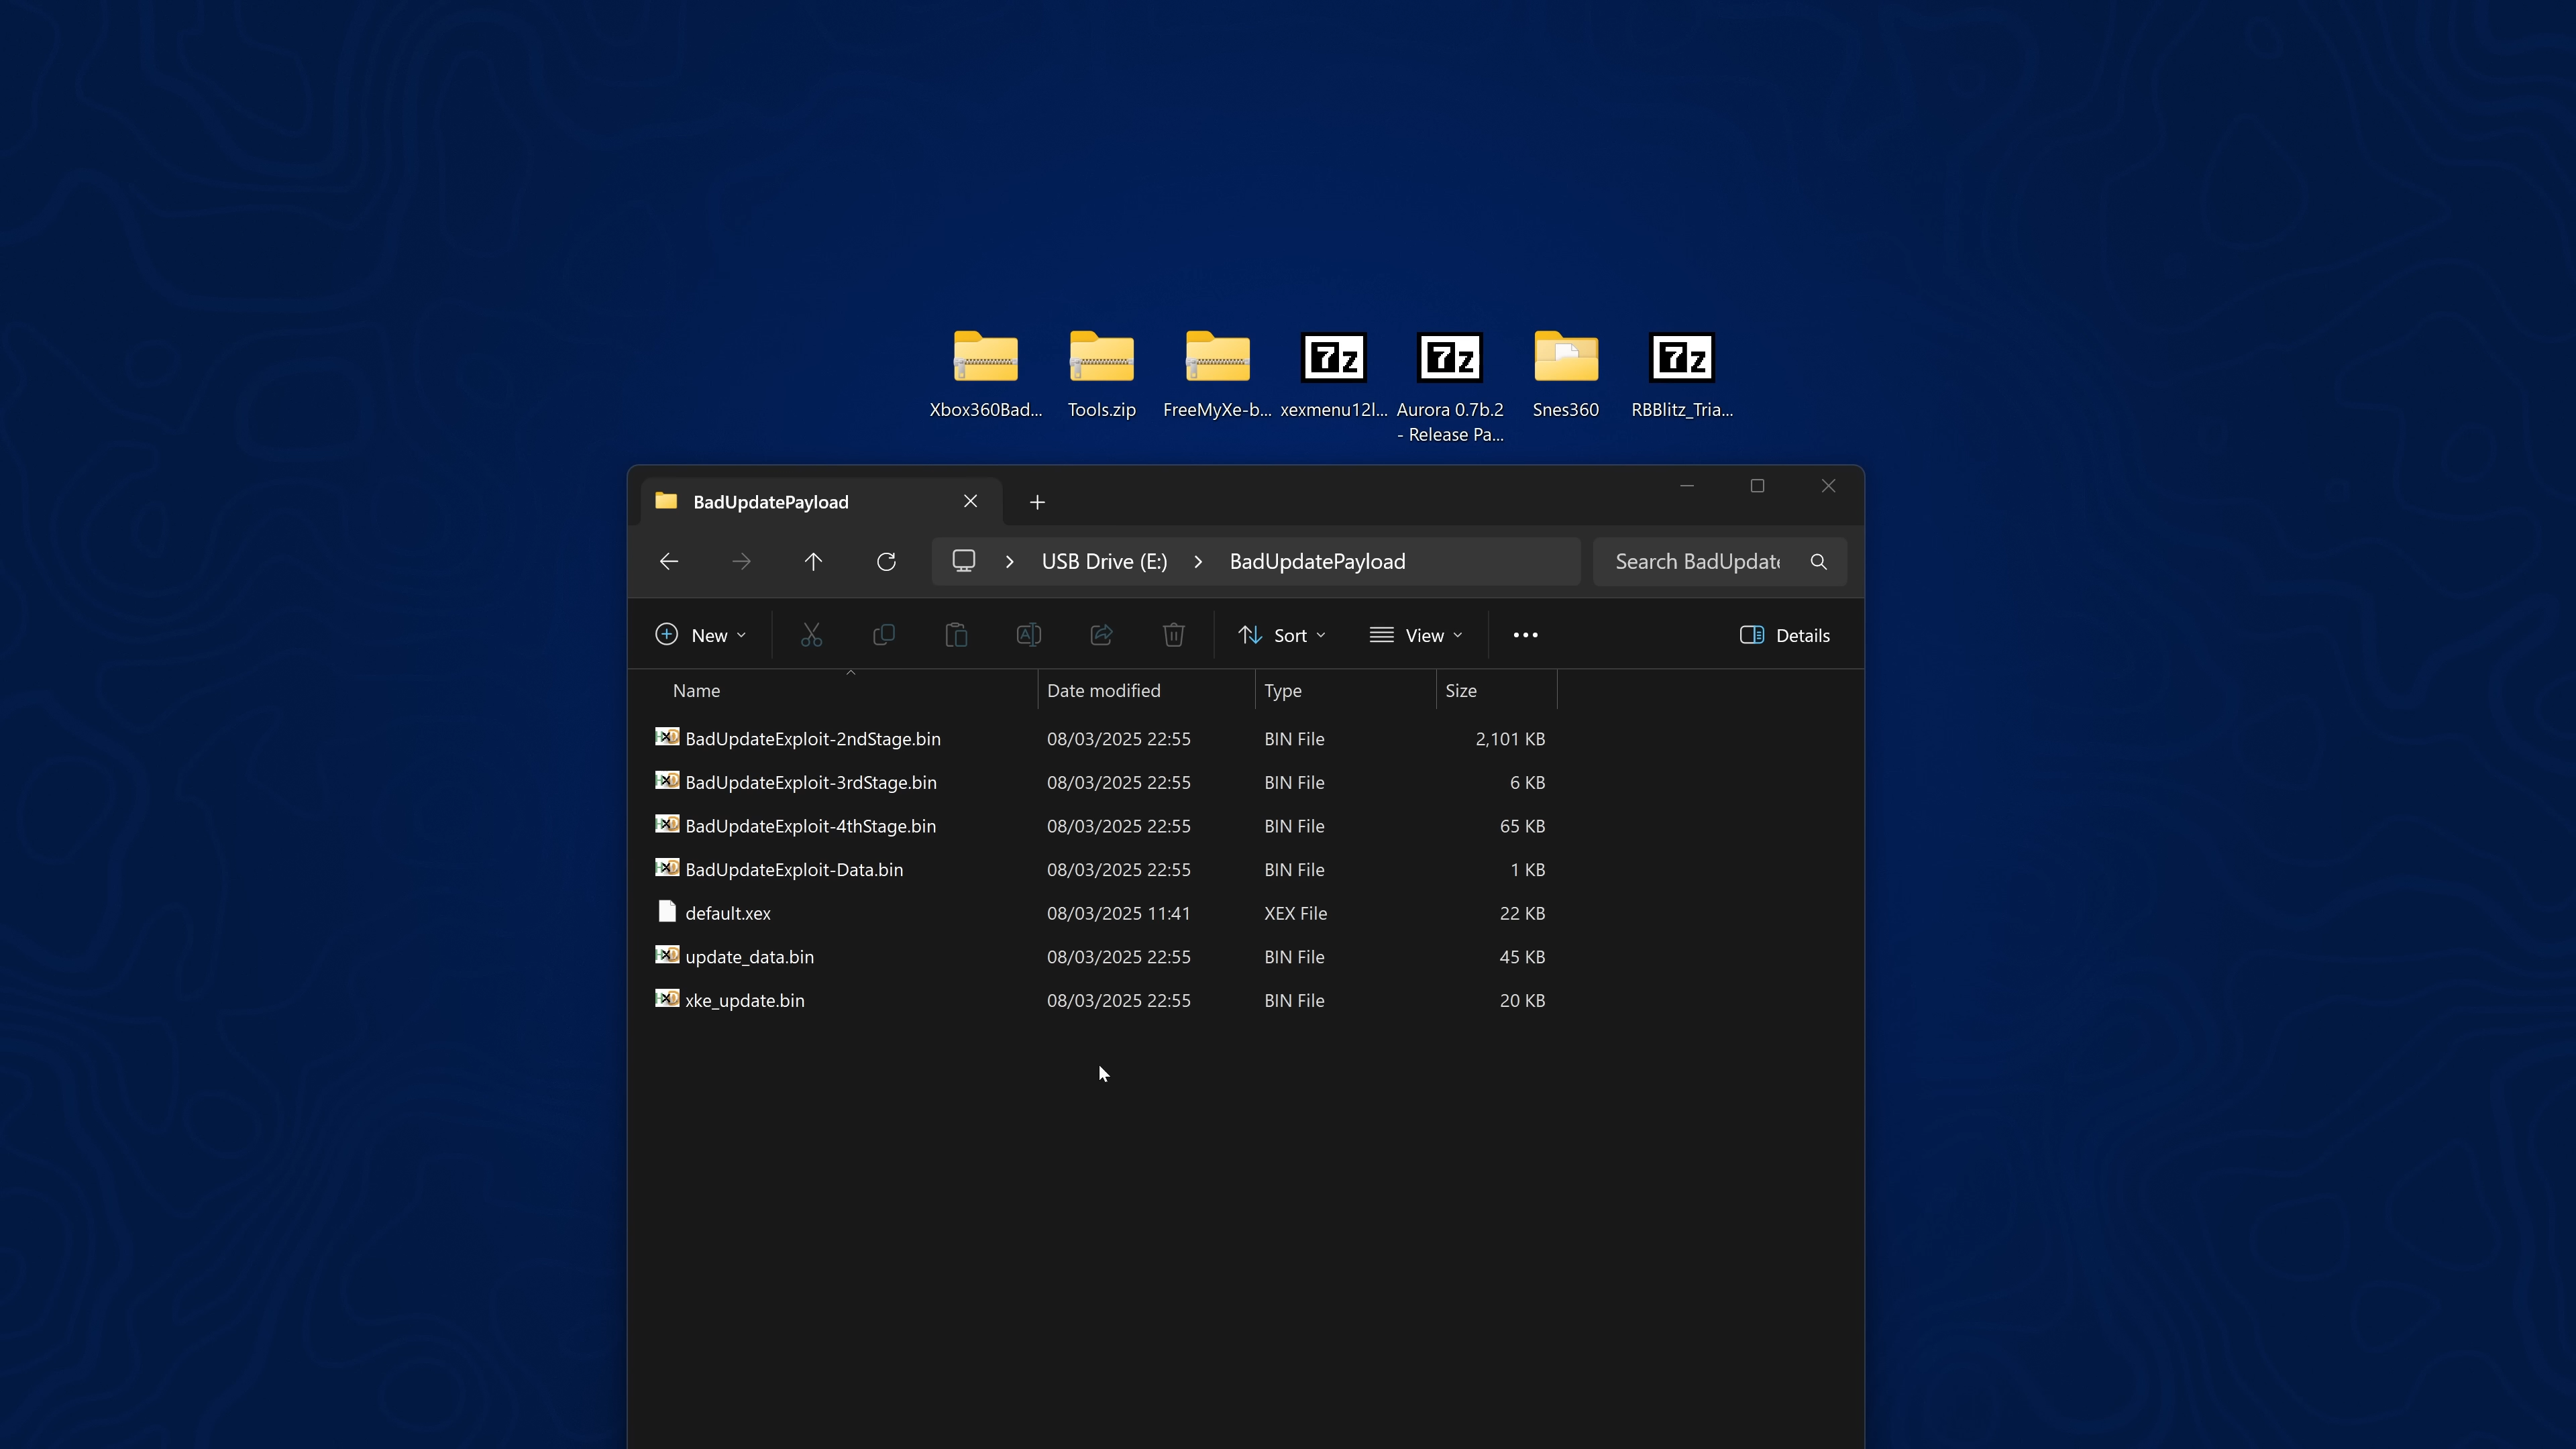 Xbox360Bad...
Tools.zip
FreeMyXe-b...
xexmenu12l...
Aurora 0.7b.2
- Release Pa...
Snes360
RBBlitz_Tria...
7z
7z
7z
BadUpdatePayload
USB Drive (E:)
BadUpdatePayload
Search BadUpdate
New
Sort
View
Details
Name Date modified Type Size
BadUpdateExploit-2ndStage.bin 08/03/2025 22:55 BIN File 2,101 KB
BadUpdateExploit-3rdStage.bin 08/03/2025 22:55 BIN File 6 KB
BadUpdateExploit-4thStage.bin 08/03/2025 22:55 BIN File 65 KB
BadUpdateExploit-Data.bin 08/03/2025 22:55 BIN File 1 KB
default.xex 08/03/2025 11:41 XEX File 22 KB
update_data.bin 08/03/2025 22:55 BIN File 45 KB
xke_update.bin 08/03/2025 22:55 BIN File 20 KB